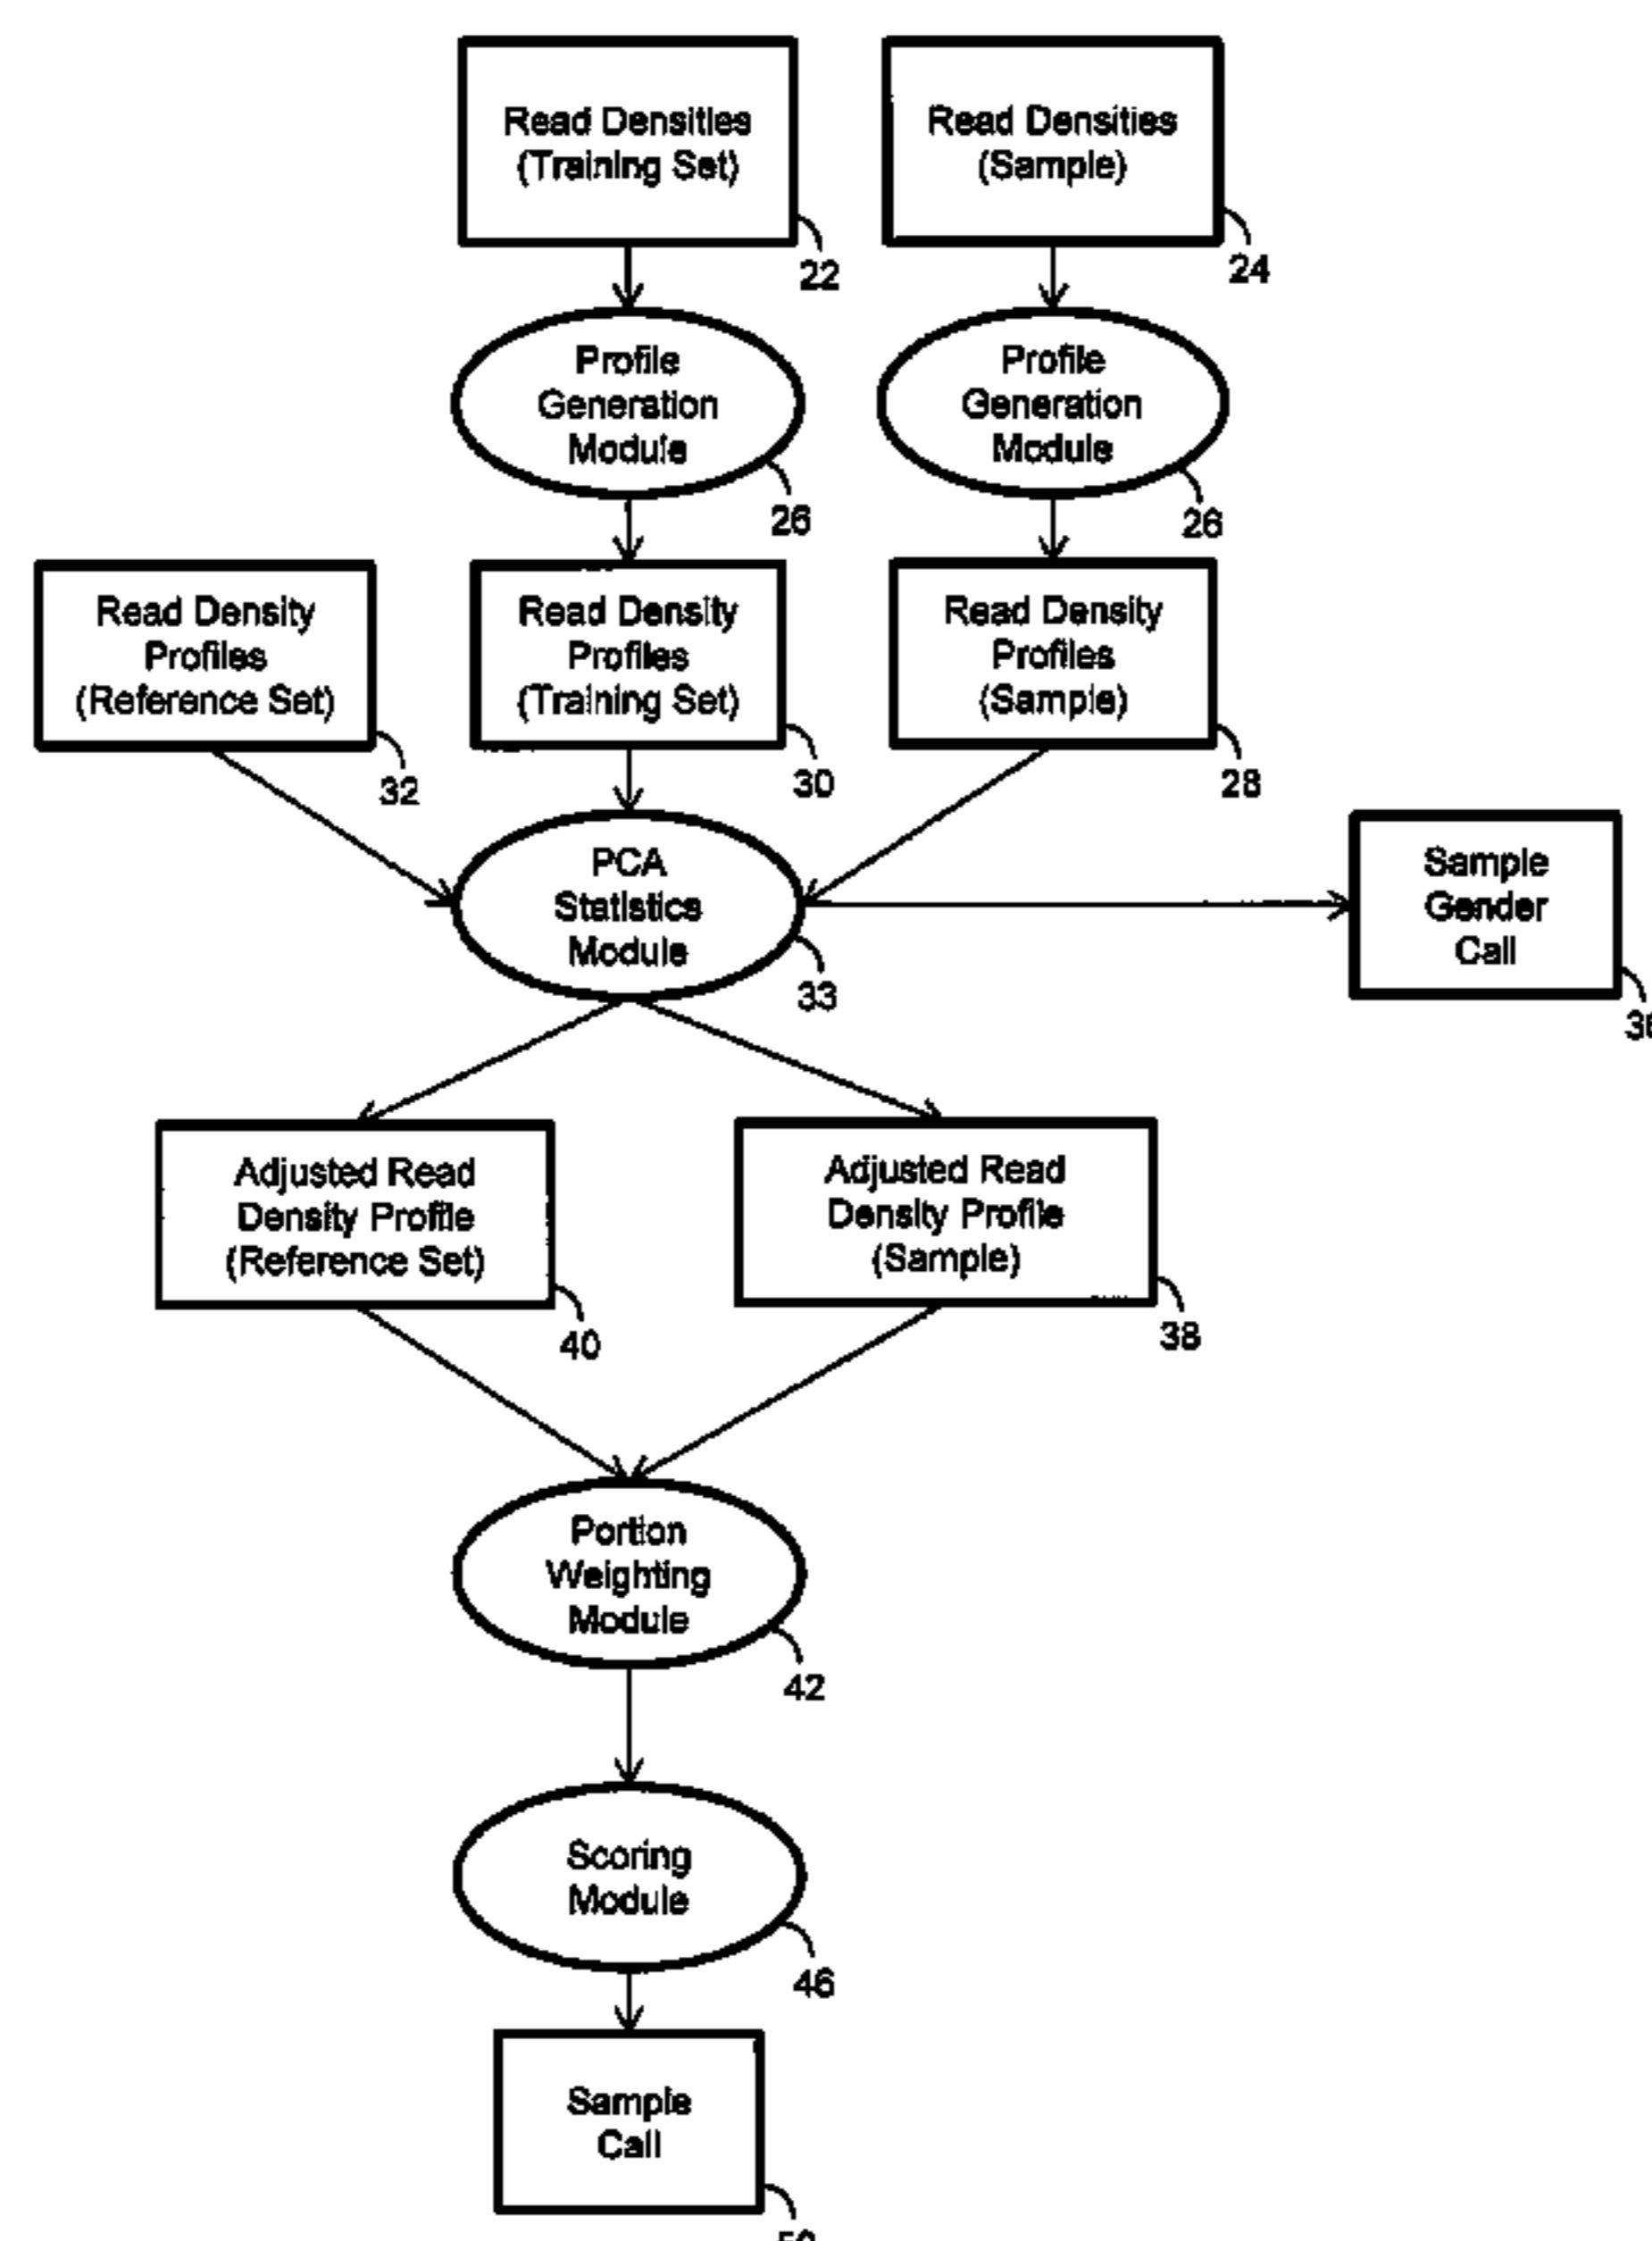 Read Densities
(Training Set)
22
Read Densities
(Sample)
24
Profile
Generation
Module
26
Profile
Generation
Module
26
Read Density
Profiles
(Reference Set)
32
Read Density
Profiles
(Training Set)
30
Read Density
Profiles
(Sample)
28
PCA
Statistics
Module
33
Sample
Gender
Call
Adjusted Read
Density Profile
(Reference Set)
40
Adjusted Read
Density Profile
(Sample)
38
Portion
Weighting
Module
42
Scoring
Module
46
Sample
Call